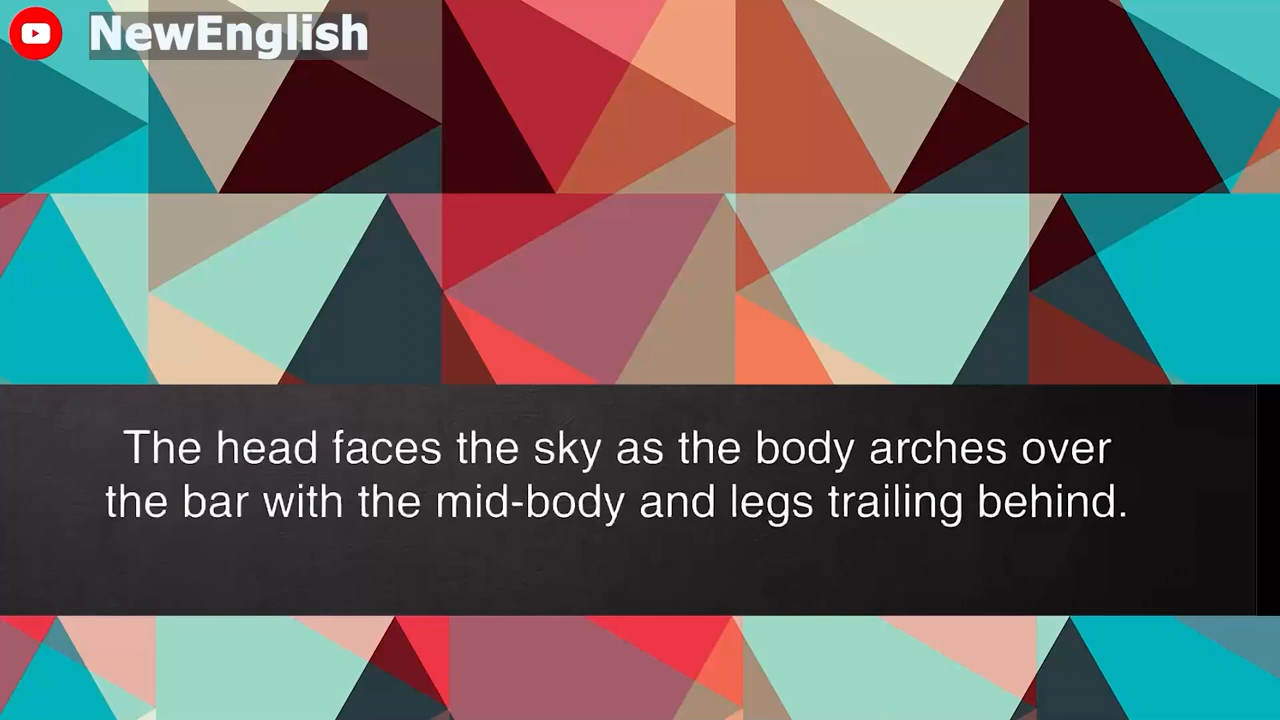 NewEnglish
The head faces the sky as the body arches over
the bar with the mid-body and legs trailing behind.